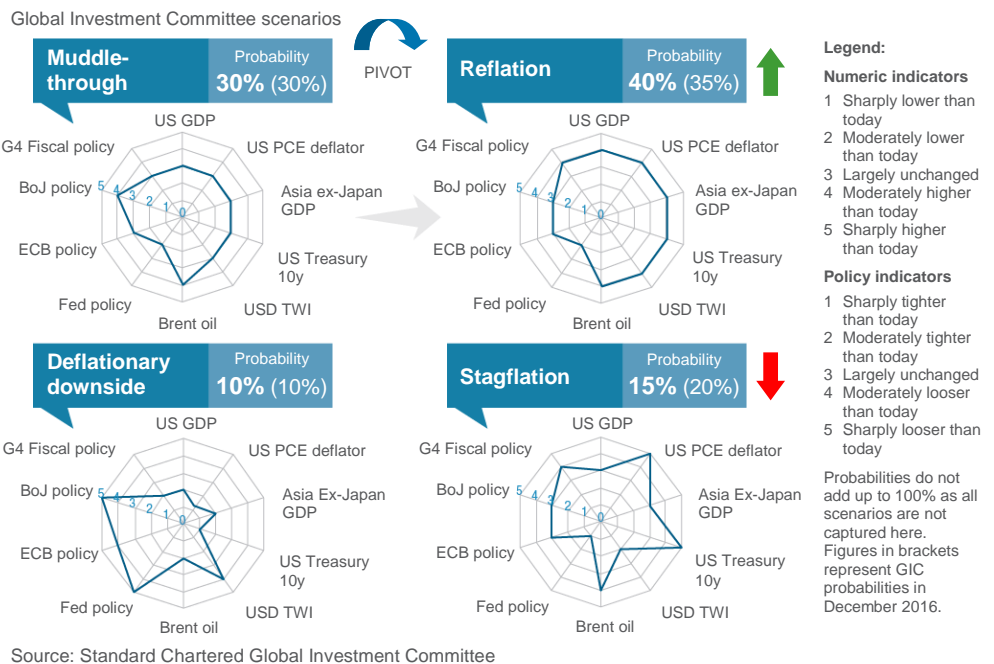 Global Investment Committee scenarios
Muddle-
through
Probability
30% (30%)
PIVOT
Reflation
Probability
40% (35%)
US GDP
US PCE deflator
Asia ex-Japan
GDP
US Treasury
10y
USD TWI
Brent oil
Fed policy
ECB policy
BoJ policy
G4 Fiscal policy
5 4 3 2 1 0
US GDP
US PCE deflator
Asia ex-Japan
GDP
US Treasury
10y
USD TWI
Brent oil
Fed policy
ECB policy
BoJ policy
G4 Fiscal policy
5 4 3 2 1 0
Deflationary
downside
Probability
10% (10%)
Stagflation
Probability
15% (20%)
US GDP
US PCE deflator
Asia Ex-Japan
GDP
US Treasury
10y
USD TWI
Brent oil
Fed policy
ECB policy
BoJ policy
G4 Fiscal policy
5 4 3 2 1 0
US GDP
US PCE deflator
Asia Ex-Japan
GDP
US Treasury
10y
USD TWI
Brent oil
Fed policy
ECB policy
BoJ policy
G4 Fiscal policy
5 4 3 2 1 0
Legend:
Numeric indicators
1 Sharply lower than
today
2 Moderately lower
than today
3 Largely unchanged
4 Moderately higher
than today
5 Sharply higher
than today
Policy indicators
1 Sharply tighter
than today
2 Moderately tighter
than today
3 Largely unchanged
4 Moderately looser
than today
5 Sharply looser than
today
Probabilities do not
add up to 100% as all
scenarios are not
captured here.
Figures in brackets
represent GIC
probabilities in
December 2016.
Source: Standard Chartered Global Investment Committee